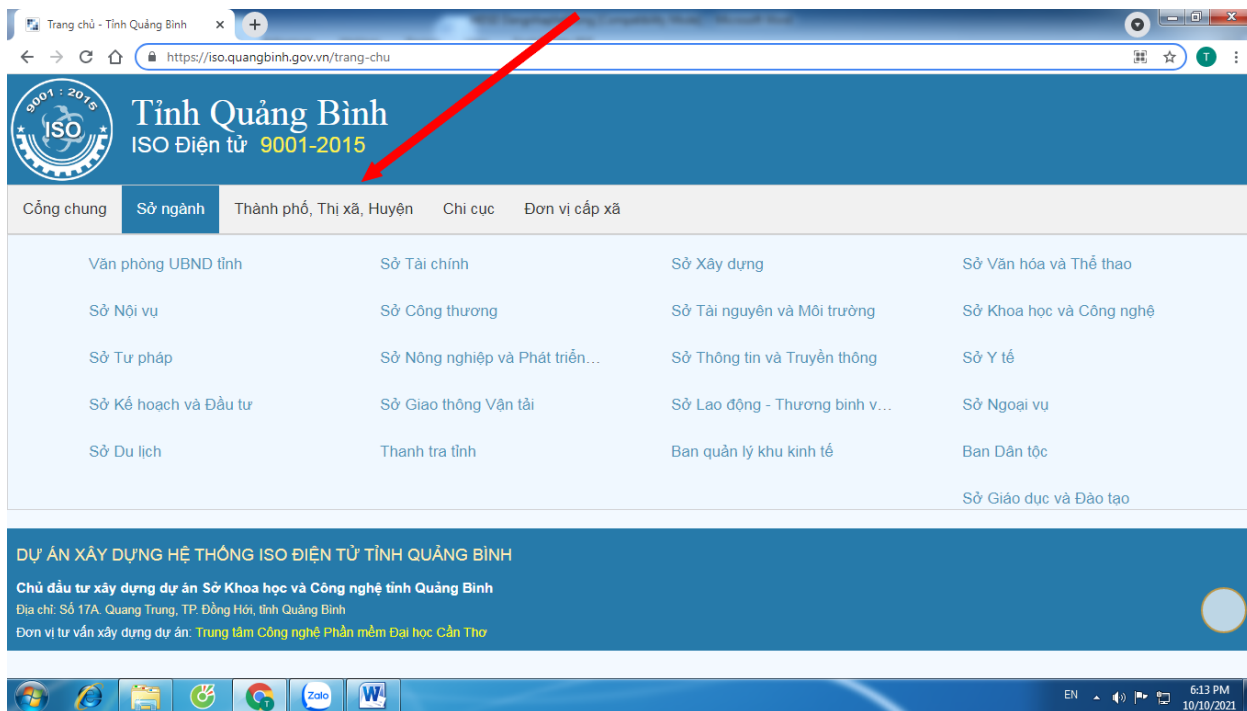 Trang chủ - Tỉnh Quảng Bình
https://iso.quangbinh.gov.vn/trang-chu
T
9001 : 2015
ISO
Tỉnh Quảng Bình
ISO Điện tử 9001-2015
Cổng chung Sở ngành Thành phố, Thị xã, Huyện Chi cục Đơn vị cấp xã
Văn phòng UBND tỉnh Sở Tài chính Sở Xây dựng Sở Văn hóa và Thể thao
Sở Nội vụ Sở Công thương Sở Tài nguyên và Môi trường Sở Khoa học và Công nghệ
Sở Tư pháp Sở Nông nghiệp và Phát triển... Sở Thông tin và Truyền thông Sở Y tế
Sở Kế hoạch và Đầu tư Sở Giao thông Vận tải Sở Lao động - Thương binh v... Sở Ngoại vụ
Sở Du lịch Thanh tra tỉnh Ban quản lý khu kinh tế Ban Dân tộc
Sở Giáo dục và Đào tạo
DỰ ÁN XÂY DỰNG HỆ THỐNG ISO ĐIỆN TỬ TỈNH QUẢNG BÌNH
Chủ đầu tư xây dựng dự án Sở Khoa học và Công nghệ tỉnh Quảng Bình
Địa chỉ: Số 17A. Quang Trung, TP. Đồng Hới, tỉnh Quảng Bình
Đơn vị tư vấn xây dựng dự án: Trung tâm Công nghệ Phần mềm Đại học Cần Thơ
Zalo
EN
6:13 PM
10/10/2021